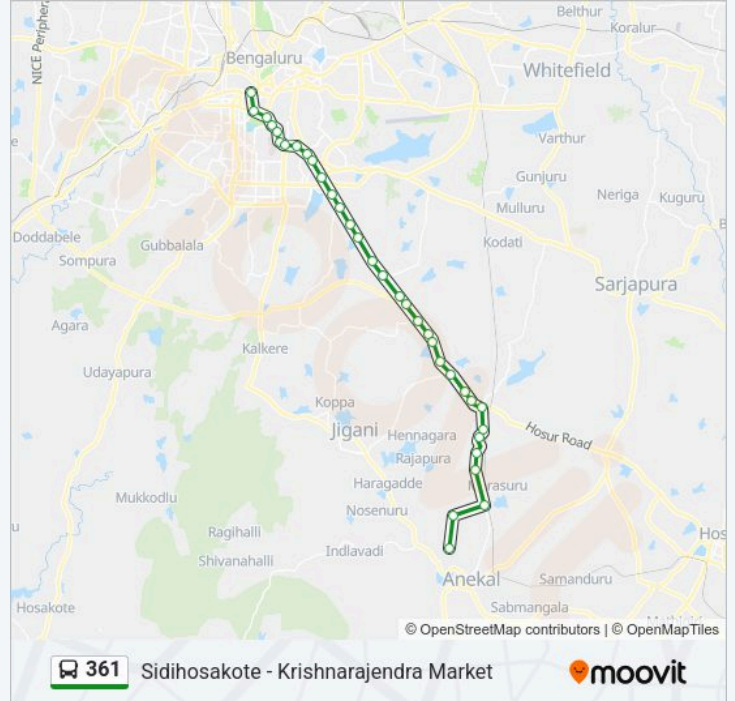 Belthur
Koralur
NICE Peripher
Bengaluru
Whitefield
Varthur
Gunjuru
Neriga
Kuguru
Mulluru
Doddabele
Gubbalala
Kodati
Sompura
Sarjapura
Agara
Kalkere
Udayapura
Koppa
Jigani
Hennagara
Hosur Road
Rajapura
Haragadde
Mukkodlu
Nosenuru
Ragihalli
Hos
Indlavadi
Shivanahalli
Anekal
Samanduru
Hosakote
Sabmangala
© OpenStreetMap contributors | © OpenMapTiles
361 Sidihosakote - Krishnarajendra Market moovit